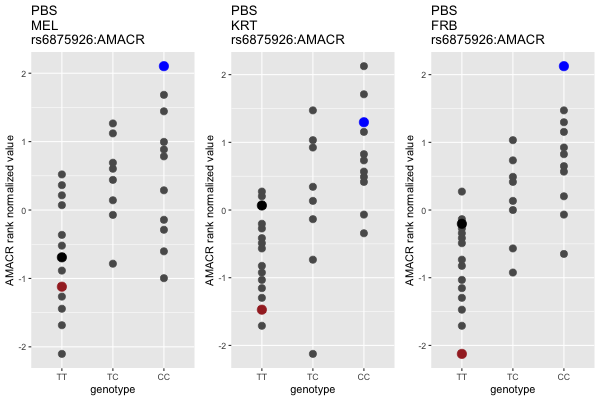 PBS
MEL
rs6875926:AMACR
AMACR rank normalized value
2
1
0
-1
-2
TT TC CC
genotype
PBS
KRT
rs6875926:AMACR
AMACR rank normalized value
2
1
0
-1
-2
TT TC CC
genotype
PBS
FRB
rs6875926:AMACR
AMACR rank normalized value
2
1
0
-1
-2
TT TC CC
genotype